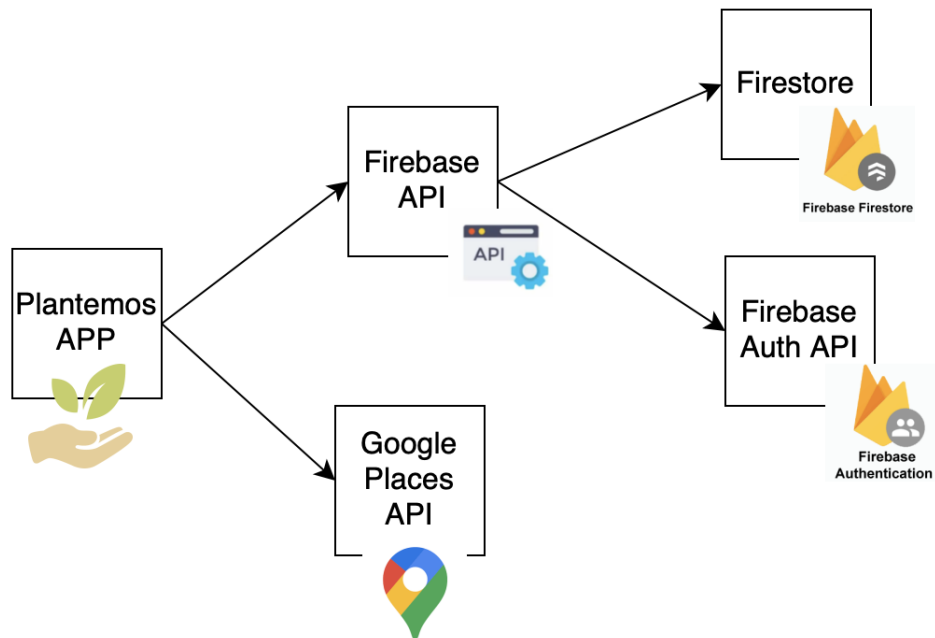 Plantemos
APP
Firebase
API
API
Google
Places
API
Firestore
Firebase Firestore
Firebase
Auth API
Firebase
Authentication